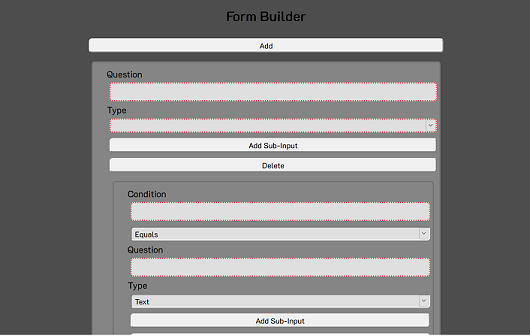 Form Builder
Add
Question
Type
Add Sub-Input
Delete
Condition
Equals
Question
Type
Text
Add Sub-Input